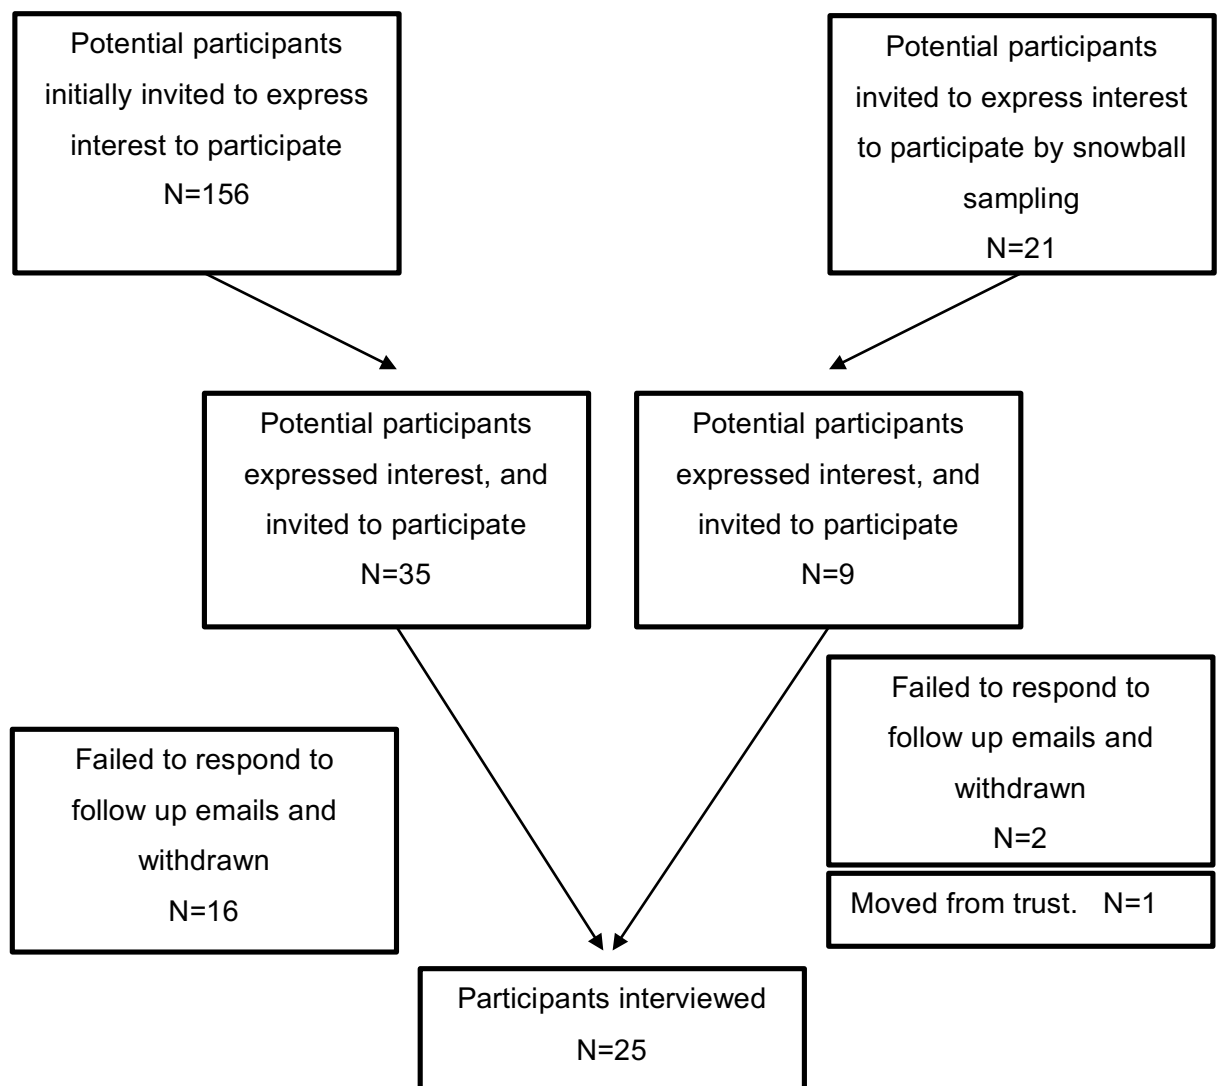 Potential participants
initially invited to express
interest to participate
N=156
Potential participants
invited to express interest
to participate by snowball
sampling
N=21
Potential participants
expressed interest, and
invited to participate
N=35
Potential participants
expressed interest, and
invited to participate
N=9
Failed to respond to
follow up emails and
withdrawn
N=16
Failed to respond to
follow up emails and
withdrawn
N=2
Moved from trust. N=1
Participants interviewed
N=25